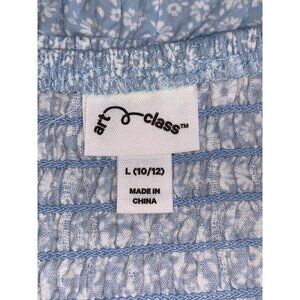 art class™
L (10/12)
MADE IN
CHINA